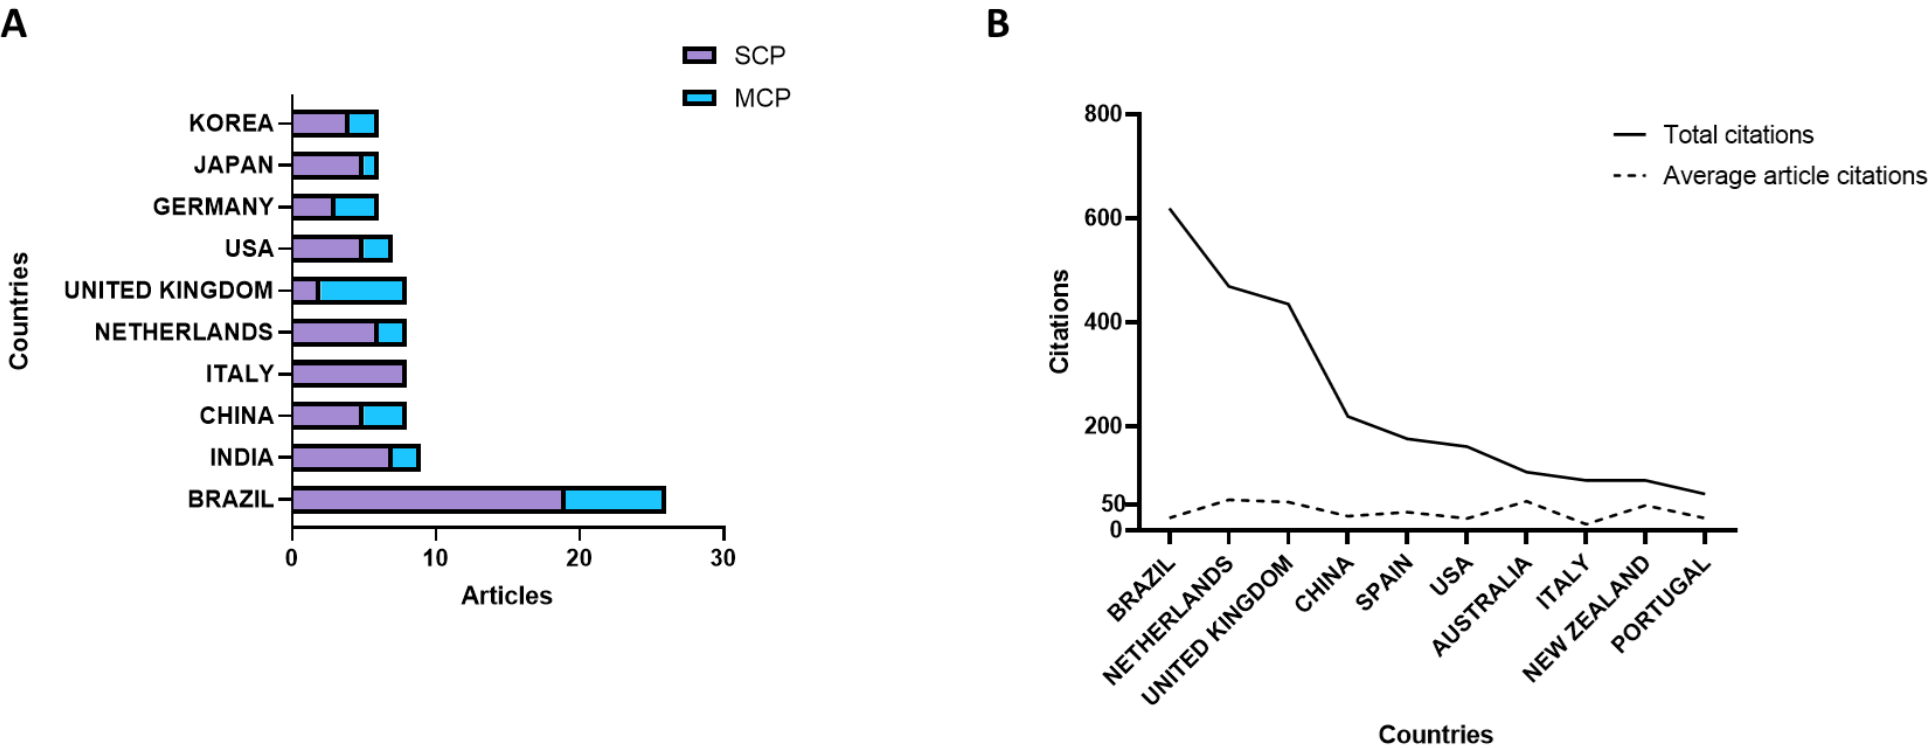 A
SCP
MCP
KOREA
JAPAN
GERMANY
USA
UNITED KINGDOM
NETHERLANDS
ITALY
CHINA
INDIA
BRAZIL
Countries
0 10 20 30
Articles
B
Total citations
Average article citations
800
600
400
200
50
0
Citations
BRAZIL
NETHERLANDS
UNITED KINGDOM
CHINA
SPAIN
USA
AUSTRALIA
ITALY
NEW ZEALAND
PORTUGAL
Countries